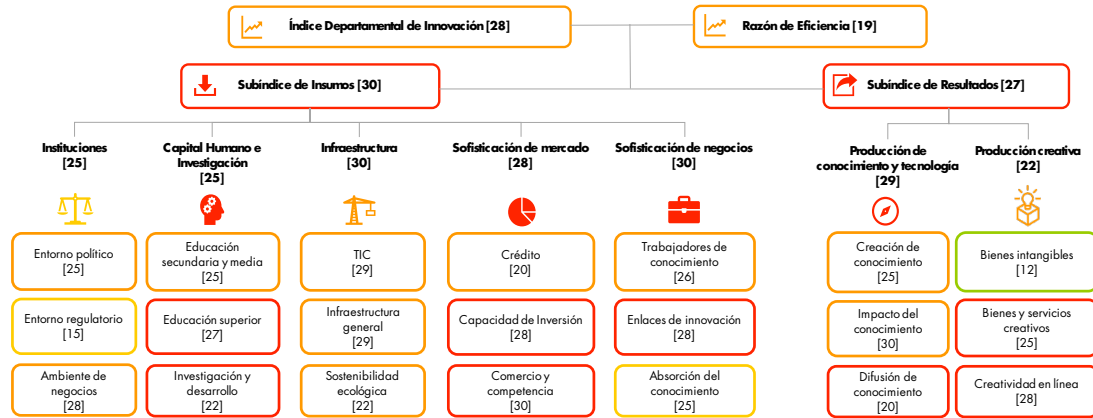 Índice Departamental de Innovación [28]
Razón de Eficiencia [19]
Subíndice de Insumos [30]
Subíndice de Resultados [27]
Instituciones
[25]
Capital Humano e
Investigación
[25]
Infraestructura
[30]
Sofisticación de mercado
[28]
Sofisticación de negocios
[30]
Producción de
conocimiento y tecnología
[29]
Producción creativa
[22]
Entorno político
[25]
Educación
secundaria y media
[25]
TIC
[29]
Crédito
[20]
Trabajadores de
conocimiento
[26]
Creación de
conocimiento
[25]
Bienes intangibles
[12]
Entorno regulatorio
[15]
Educación superior
[27]
Infraestructura
general
[29]
Capacidad de Inversión
[28]
Enlaces de innovación
[28]
Impacto del
conocimiento
[30]
Bienes y servicios
creativos
[25]
Ambiente de
negocios
[28]
Investigación y
desarrollo
[22]
Sostenibilidad
ecológica
[22]
Comercio y
competencia
[30]
Absorción del
conocimiento
[25]
Difusión de
conocimiento
[20]
Creatividad en línea
[28]